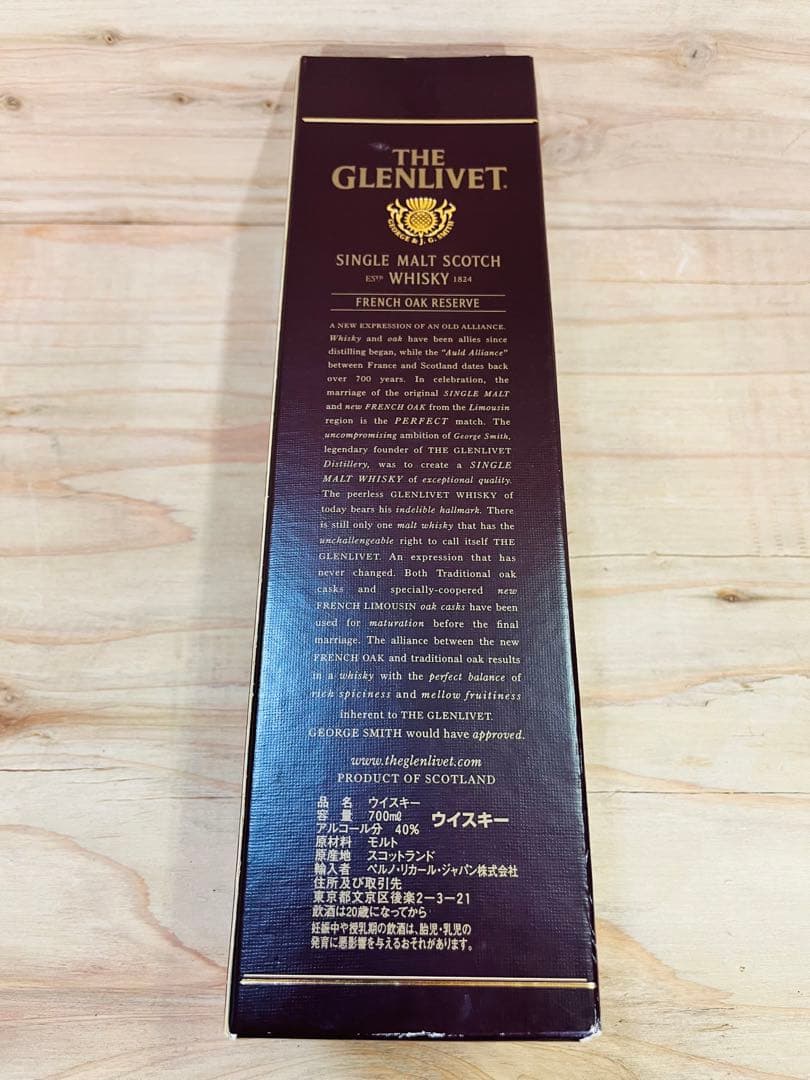 THE
GLENLIVET.
GEORGE & J. G. SMITH
SINGLE MALT SCOTCH
ESTD WHISKY 1824
FRENCH OAK RESERVE
A NEW EXPRESSION OF AN OLD ALLIANCE.
Whisky and oak have been allies since
distilling began, while the "Auld Alliance"
between France and Scotland dates back
over 700 years. In celebration, the
marriage of the original SINGLE MALT
and new FRENCH OAK from the Limousin
region is the PERFECT match. The
uncompromising ambition of George Smith,
legendary founder of THE GLENLIVET
Distillery, was to create a SINGLE
MALT WHISKY of exceptional quality.
The peerless GLENLIVET WHISKY of
today bears his indelible hallmark. There
is still only one malt whisky that has the
unchallengeable right to call itself THE
GLENLIVET. An expression that has
never changed. Both Traditional oak
casks and specially-coopered new
FRENCH LIMOUSIN oak casks have been
used for maturation before the final
marriage. The alliance between the new
FRENCH OAK and traditional oak results
in a whisky with the perfect balance of
rich spiciness and mellow fruitiness
inherent to THE GLENLIVET.
GEORGE SMITH would have approved.
www.theglenlivet.com
PRODUCT OF SCOTLAND
品 名 ウイスキー
容 量 700mℓ ウイスキー
アルコール分 40%
原材料 モルト
原産地 スコットランド
輸入者 ペルノ・リカール・ジャパン株式会社
住所及び取引先
東京都文京区後楽2-3-21
飲酒は20歳になってから
妊娠中や授乳期の飲酒は、胎児・乳児の
発育に悪影響を与えるおそれがあります。